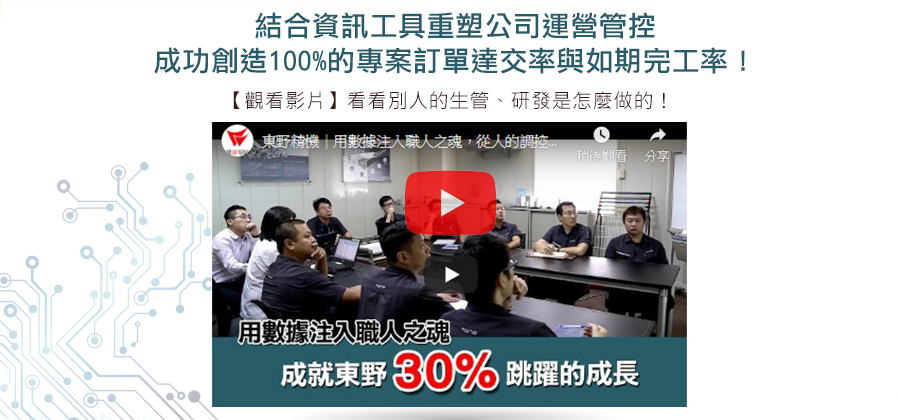 結合資訊工具重塑公司運營管控
成功創造100%的專案訂單達交率與如期完工率！
【觀看影片】看看別人的生管、研發是怎麼做的！
東野精機｜用數據注入職人之魂，從人的調控...
稍後觀看 分享
用數據注入職人之魂
成就東野 30% 跳躍的成長